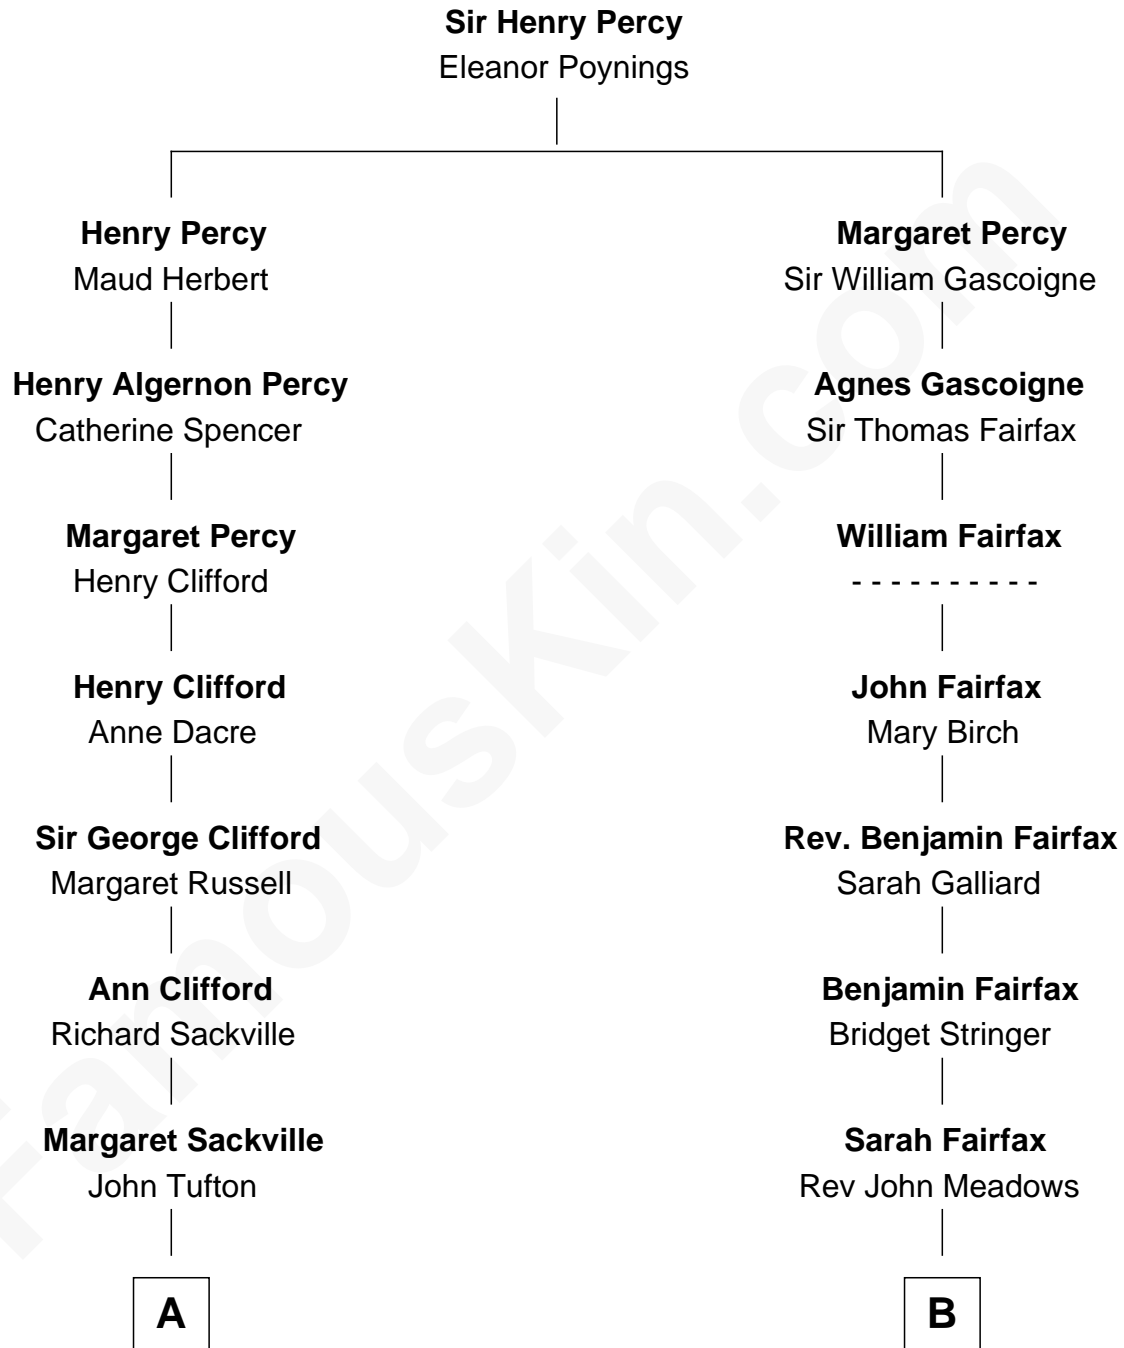 Sir Henry Percy
Eleanor Poynings
Henry Percy
Maud Herbert
Margaret Percy
Sir William Gascoigne
Henry Algernon Percy
Catherine Spencer
Agnes Gascoigne
Sir Thomas Fairfax
Margaret Percy
Henry Clifford
William Fairfax
- - - - - - - - - -
Henry Clifford
Anne Dacre
John Fairfax
Mary Birch
Sir George Clifford
Margaret Russell
Rev. Benjamin Fairfax
Sarah Galliard
Ann Clifford
Richard Sackville
Benjamin Fairfax
Bridget Stringer
Margaret Sackville
John Tufton
Sarah Fairfax
Rev John Meadows
A
B
FamousKin.com